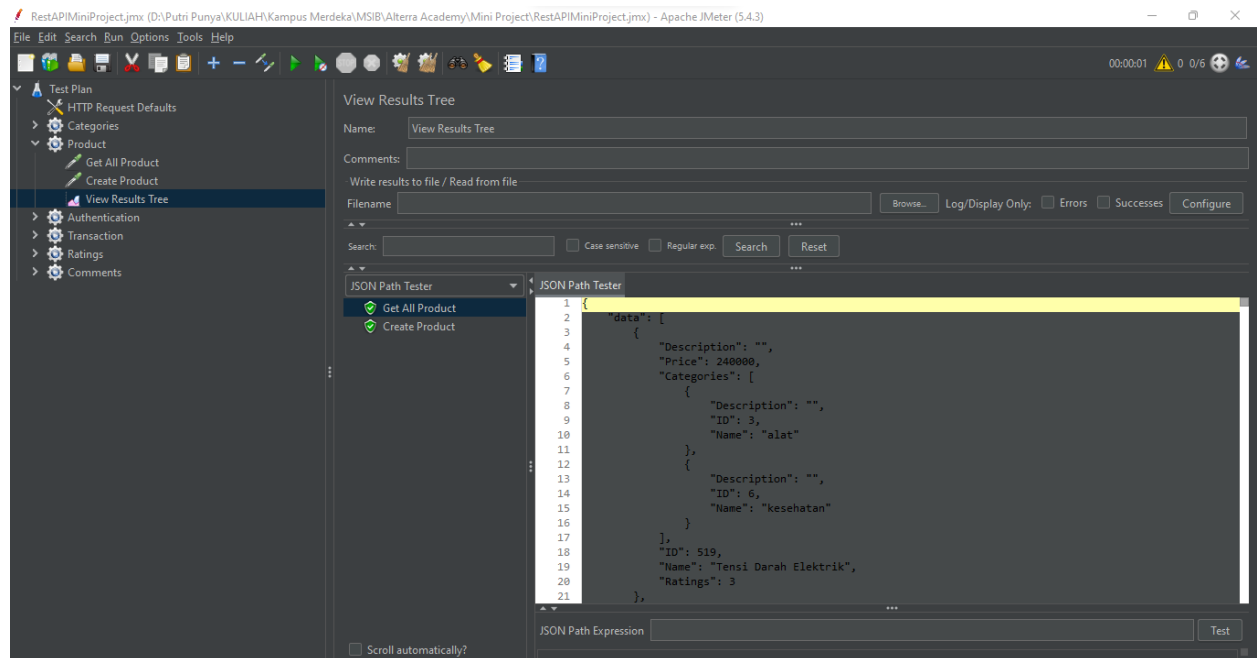 RestAPIMiniProject.jmx (D:\Putri Punya\KULIAH\Kampus Merdeka\MSIB\Alterra Academy\Mini Project\RestAPIMiniProject.jmx) - Apache JMeter (5.4.3)
File Edit Search Run Options Tools Help
00:00:01 0 0/6
Test Plan
HTTP Request Defaults
Categories
Product
Get All Product
Create Product
View Results Tree
Authentication
Transaction
Ratings
Comments
View Results Tree
Name: View Results Tree
Comments:
Write results to file / Read from file
Filename Browse... Log/Display Only: Errors Successes Configure
Search: Case sensitive Regular exp. Search Reset
JSON Path Tester
Get All Product
Create Product
Scroll automatically?
JSON Path Tester
1 {
2 "data": [
3 {
4 "Description": "",
5 "Price": 240000,
6 "Categories": [
7 {
8 "Description": "",
9 "ID": 3,
10 "Name": "alat"
11 },
12 {
13 "Description": "",
14 "ID": 6,
15 "Name": "kesehatan"
16 }
17 ],
18 "ID": 519,
19 "Name": "Tensi Darah Elektrik",
20 "Ratings": 3
21 },
JSON Path Expression Test